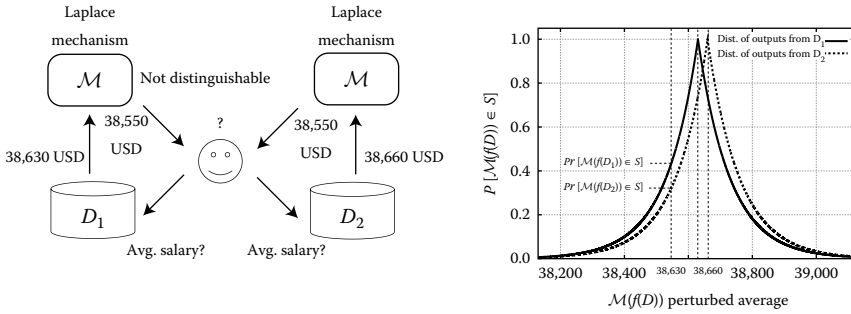 Laplace
mechanism
M
Laplace
mechanism
M
Not distinguishable
?
38,550
USD
38,550
USD
38,630 USD
38,660 USD
D1
D2
Avg. salary?
Avg. salary?
P [M(f(D)) ∈ S]
1.0
0.8
0.6
0.4
0.2
0.0
Dist. of outputs from D1
Dist. of outputs from D2
Pr [M(f(D1)) ∈ S]
Pr [M(f(D2)) ∈ S]
38,200
38,400
38,630
38,660
38,800
39,000
M(f(D)) perturbed average